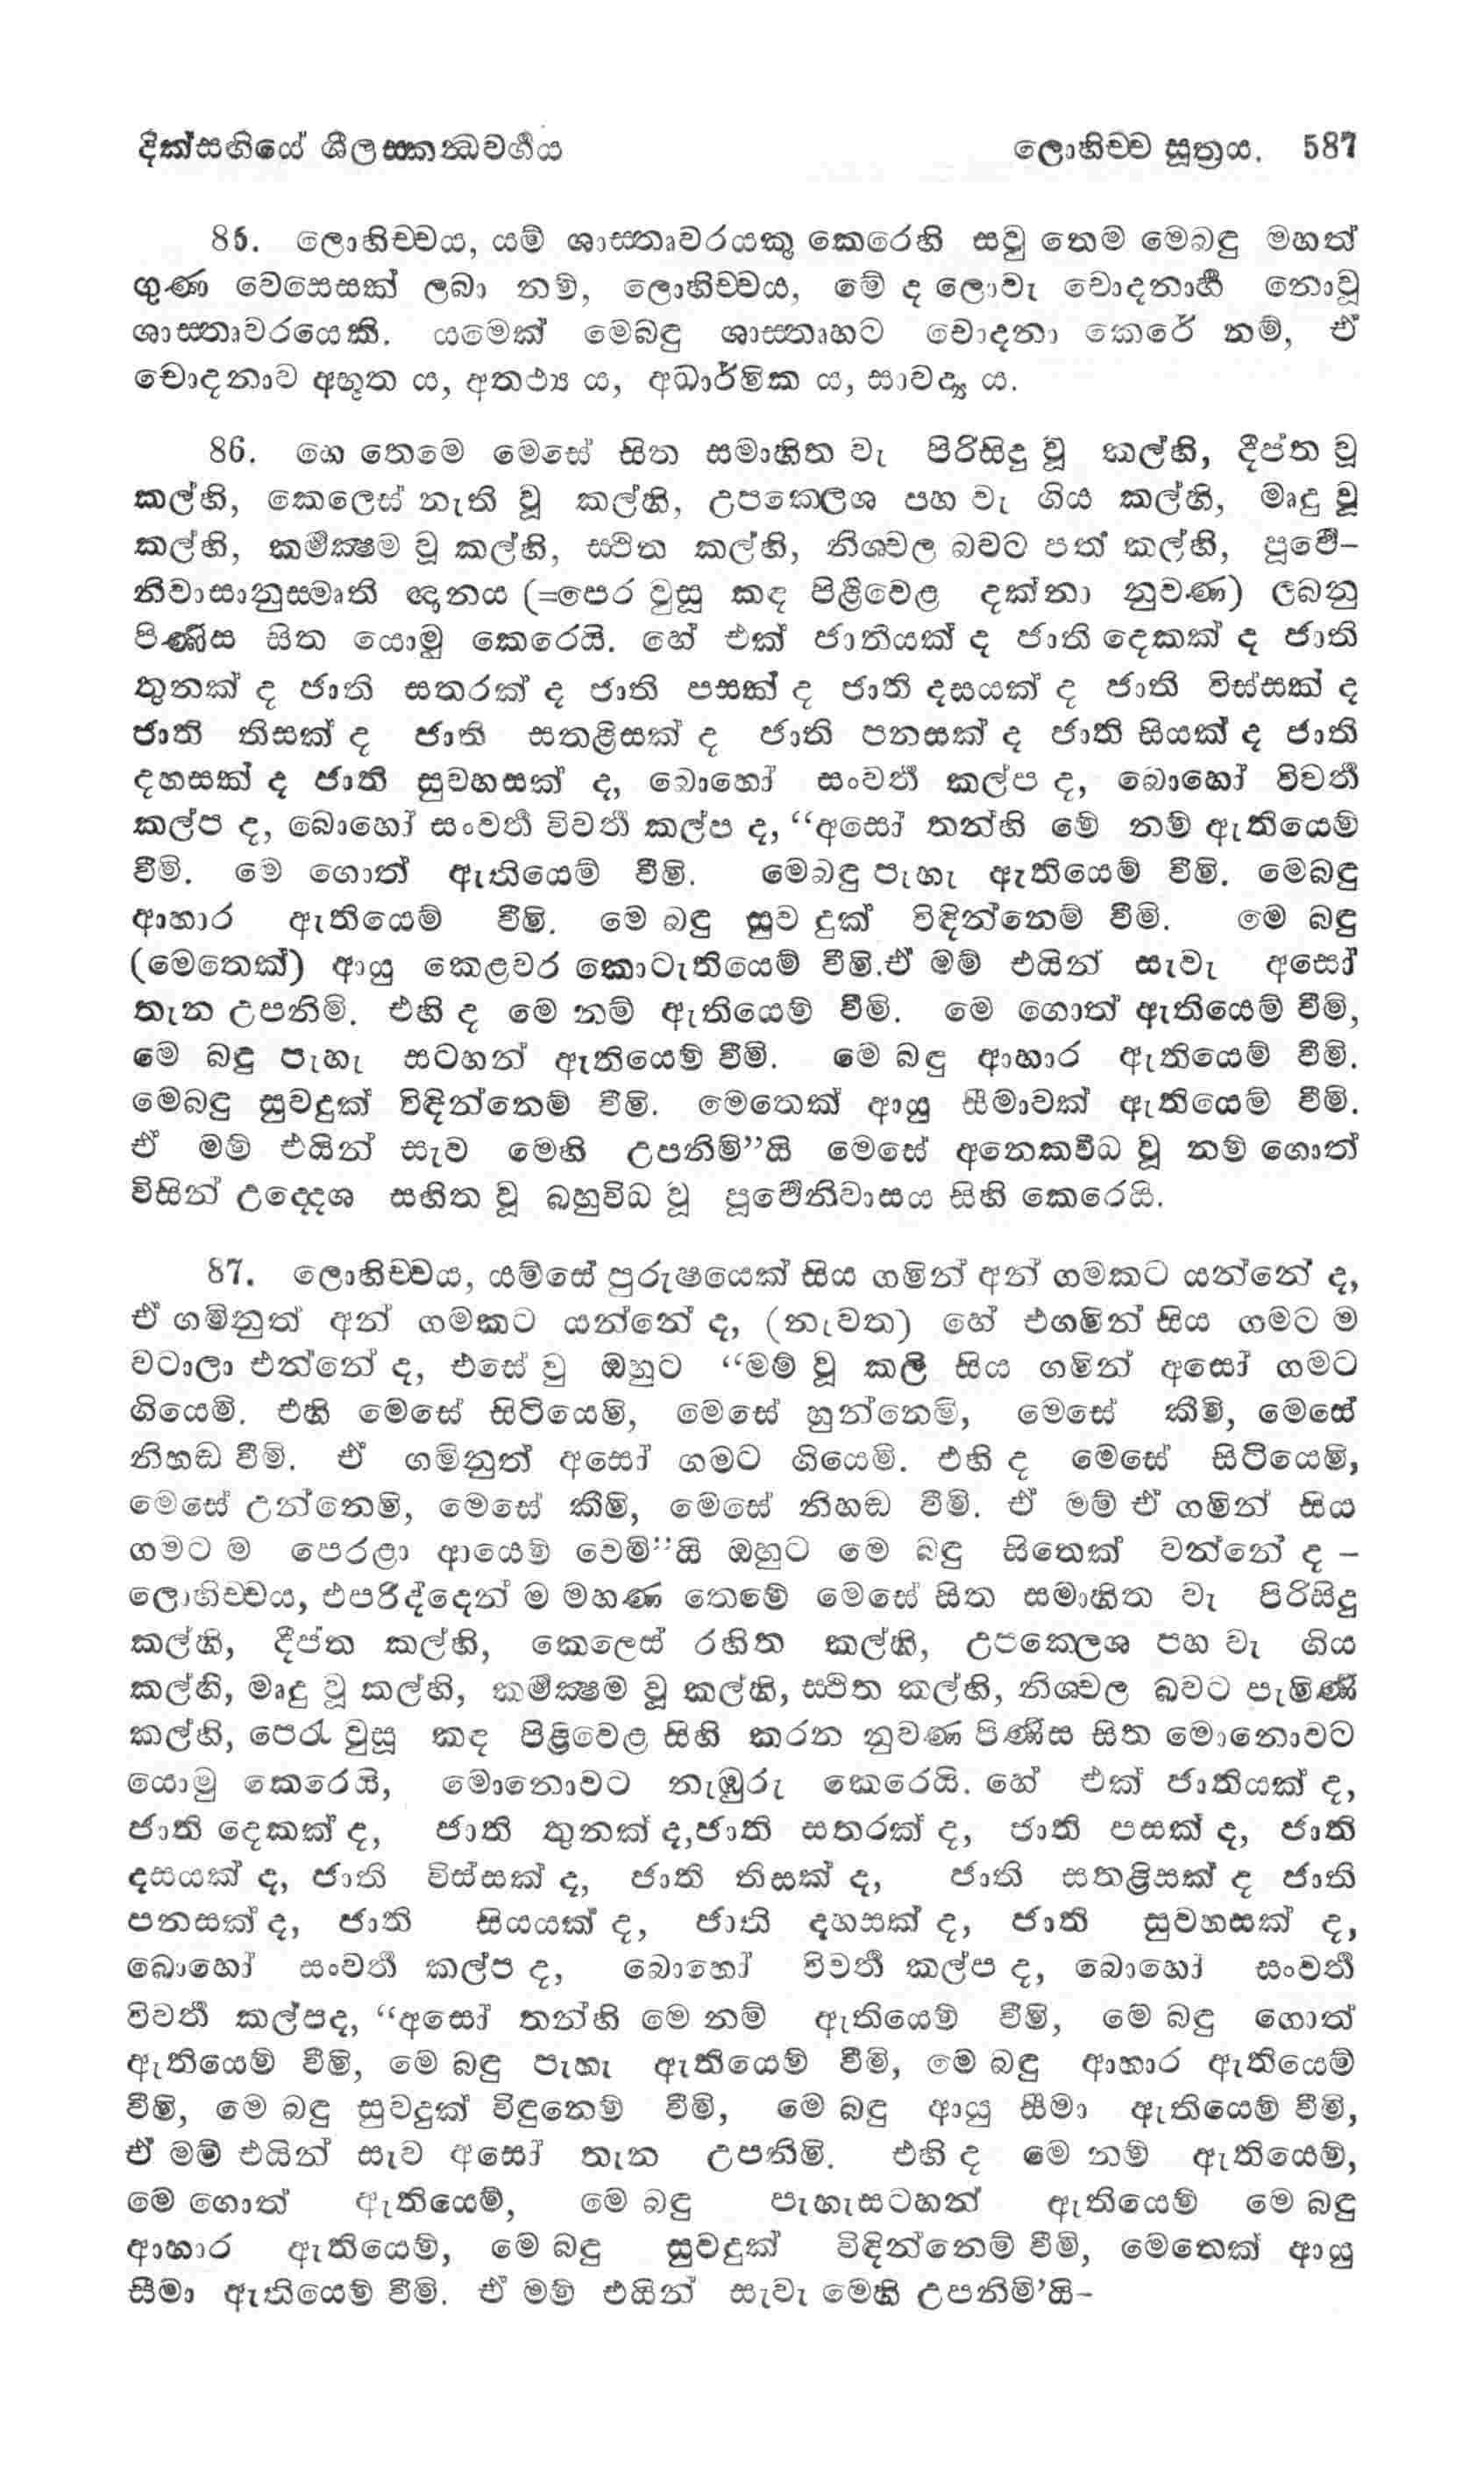 දික්සඟියේ ශීලස්කන්ධවර්ගය ලොහිච්ච සූත්‍රය. 587
85. ලොහිච්චය, යම් ශාස්තෘවරයකු කෙරෙහි සවු තෙම මෙබඳු මහත්
ගුණ වෙසෙසක් ලබා නම්, ලොහිච්චය, මේ ද ලොවැ චොදනාර්හ නොවූ
ශාස්තෘවරයෙකි. යමෙක් මෙබඳු ශාස්තෘහට චොදනා කෙරේ නම්, ඒ
චොදනාව අභූත ය, අතථ්‍ය ය, අධාර්මික ය, සාවද්‍ය ය.
86. හෙ තෙමෙ මෙසේ සිත සමාහිත වැ පිරිසිදු වූ කල්හි, දීප්ත වූ
කල්හි, කෙලෙස් නැති වූ කල්හි, උපක්ලෙශ පහ වැ ගිය කල්හි, මෘදු වූ
කල්හි, කර්මක්‍ෂම වූ කල්හි, ස්ථිත කල්හි, නිශ්චල බවට පත් කල්හි, පූර්වෙ-
නිවාසානුස්මෘති ඥානය (=පෙර වුසූ කඳ පිළිවෙළ දක්නා නුවණ) ලබනු
පිණිස සිත යොමු කෙරෙයි. හේ එක් ජාතියක් ද ජාති දෙකක් ද ජාති
තුනක් ද ජාති සතරක් ද ජාති පසක් ද ජාති දසයක් ද ජාති විස්සක් ද
ජාති තිසක් ද ජාති සතළිසක් ද ජාති පනසක් ද ජාති සියක් ද ජාති
දහසක් ද ජාති සුවහසක් ද, බොහෝ සංවර්ත කල්ප ද, බොහෝ විවර්ත
කල්ප ද, බොහෝ සංවර්ත විවර්ත කල්ප ද, “අසෝ තන්හි මේ නම් ඇතියෙම්
වීමි. මෙ ගොත් ඇතියෙම් වීමි. මෙබඳු පැහැ ඇතියෙම් වීමි. මෙබඳු
ආහාර ඇතියෙම් වීමි. මෙ බඳු සුව දුක් විඳින්නෙම් වීමි. මෙ බඳු
(මෙතෙක්) ආයු කෙළවර කොටැතියෙම් වීමි.ඒ මම් එයින් සැවැ අසෝ
තැන උපනිමි. එහි ද මෙ නම් ඇතියෙම් වීමි. මෙ ගොත් ඇතියෙම් වීමි,
මෙ බඳු පැහැ සටහන් ඇතියෙම් වීමි. මෙ බඳු ආහාර ඇතියෙම් වීමි.
මෙබඳු සුවදුක් විඳින්නෙම් වීමි. මෙතෙක් ආයු සීමාවක් ඇතියෙම් වීමි.
ඒ මම් එයින් සැව මෙහි උපනිමි”යි මෙසේ අනෙකවිධ වූ නම් ගොත්
විසින් උද්දෙශ සහිත වූ බහුවිධ වූ පූර්වෙනිවාසය සිහි කෙරෙයි.
87. ලොහිච්චය, යම්සේ පුරුෂයෙක් සිය ගමින් අන් ගමකට යන්නේ ද,
ඒ ගමිනුත් අන් ගමකට යන්නේ ද, (නැවත) හේ එගමින් සිය ගමට ම
වටාලා එන්නේ ද, එසේ වු ඔහුට “මම් වූ කලි සිය ගමින් අසෝ ගමට
ගියෙමි. එහි මෙසේ සිටියෙමි, මෙසේ හුන්නෙමි, මෙසේ කීමි, මෙසේ
නිහඬ වීමි. ඒ ගමිනුත් අසෝ ගමට ගියෙමි. එහි ද මෙසේ සිටියෙමි,
මෙසේ උන්නෙමි, මෙසේ කීමි, මෙසේ නිහඬ වීමි. ඒ මම් ඒ ගමින් සිය
ගමට ම පෙරළා ආයෙම් වෙමි”යි ඔහුට මෙ බඳු සිතෙක් වන්නේ ද –
ලොහිච්චය, එපරිද්දෙන් ම මහණ තෙමේ මෙසේ සිත සමාහිත වැ පිරිසිදු
කල්හි, දීප්ත කල්හි, කෙලෙස් රහිත කල්හි, උපක්ලෙශ පහ වැ ගිය
කල්හි, මෘදු වූ කල්හි, කර්මක්‍ෂම වූ කල්හි, ස්ථිත කල්හි, නිශ්චල බවට පැමිණි
කල්හි, පෙරැ වුසූ කඳ පිළිවෙළ සිහි කරන නුවණ පිණිස සිත මොනොවට
යොමු කෙරෙයි, මොනොවට නැඹුරු කෙරෙයි. හේ එක් ජාතියක් ද,
ජාති දෙකක් ද, ජාති තුනක් ද,ජාති සතරක් ද, ජාති පසක් ද, ජාති
දසයක් ද, ජාති විස්සක් ද, ජාති තිසක් ද, ජාති සතළිසක් ද ජාති
පනසක් ද, ජාති සියයක් ද, ජාති දහසක් ද, ජාති සුවහසක් ද,
බොහෝ සංවර්ත කල්ප ද, බොහෝ විවර්ත කල්ප ද, බොහෝ සංවර්ත
විවර්ත කල්පද, “අසෝ තන්හි මෙ නම් ඇතියෙම් වීමි, මෙ බඳු ගොත්
ඇතියෙම් වීමි, මෙ බඳු පැහැ ඇතියෙම් වීමි, මෙ බඳු ආහාර ඇතියෙම්
වීමි, මෙ බඳු සුවදුක් විඳුනෙම් වීමි, මෙ බඳු ආයු සීමා ඇතියෙම් වීමි,
ඒ මම් එයින් සැව අසෝ තැන උපනිමි. එහි ද මෙ නම් ඇතියෙම්,
මෙ ගොත් ඇතියෙම්, මෙ බඳු පැහැසටහන් ඇතියෙම් මෙ බඳු
ආහාර ඇතියෙම්, මෙ බඳු සුවදුක් විඳින්නෙම් වීමි, මෙතෙක් ආයු
සීමා ඇතියෙම් වීමි. ඒ මම් එයින් සැවැ මෙහි උපනිමි’යි-